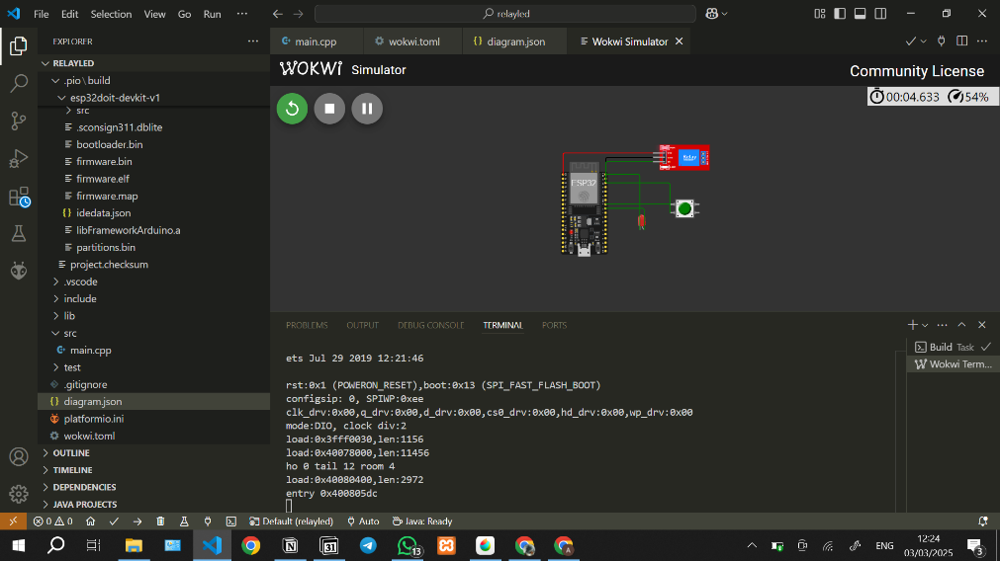 File Edit Selection View Go Run ··· relayled
EXPLORER ···
RELAYLED
.pio \ build
esp32doit-devkit-v1
src
.sconsign311.dblite
bootloader.bin
firmware.bin
firmware.elf
firmware.map
{} idedata.json
libFrameworkArduino.a
partitions.bin
project.checksum
.vscode
include
lib
src
main.cpp
test
.gitignore
{} diagram.json
platformio.ini
wokwi.toml
OUTLINE
TIMELINE
DEPENDENCIES
JAVA PROJECTS
main.cpp wokwi.toml {} diagram.json Wokwi Simulator
WOKWI Simulator Community License
00:04.633 54%
Relay
ESP32
PROBLEMS OUTPUT DEBUG CONSOLE TERMINAL PORTS
Build Task
Wokwi Term...
ets Jul 29 2019 12:21:46
rst:0x1 (POWERON_RESET),boot:0x13 (SPI_FAST_FLASH_BOOT)
configsip: 0, SPIWP:0xee
clk_drv:0x00,q_drv:0x00,d_drv:0x00,cs0_drv:0x00,hd_drv:0x00,wp_drv:0x00
mode:DIO, clock div:2
load:0x3fff0030,len:1156
load:0x40078000,len:11456
ho 0 tail 12 room 4
load:0x40080400,len:2972
entry 0x400805dc
0 0 Default (relayled) Auto Java: Ready
31 13 A ENG 12:24
03/03/2025 3